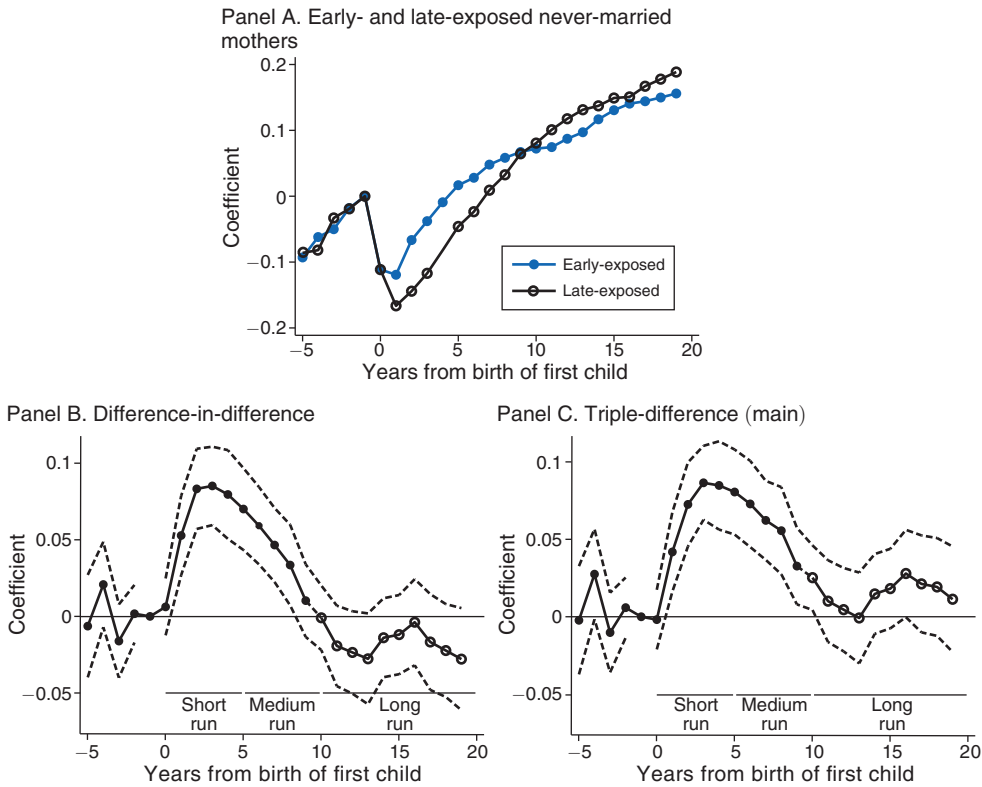 Panel A. Early- and late-exposed never-married
mothers
0.2
0.1
0
−0.1
−0.2
Coefficient
Early-exposed
Late-exposed
−5 0 5 10 15 20
Years from birth of first child
Panel B. Difference-in-difference
0.1
0.05
0
−0.05
Coefficient
Short
run
Medium
run
Long
run
−5 0 5 10 15 20
Years from birth of first child
Panel C. Triple-difference (main)
0.1
0.05
0
−0.05
Coefficient
Short
run
Medium
run
Long
run
−5 0 5 10 15 20
Years from birth of first child